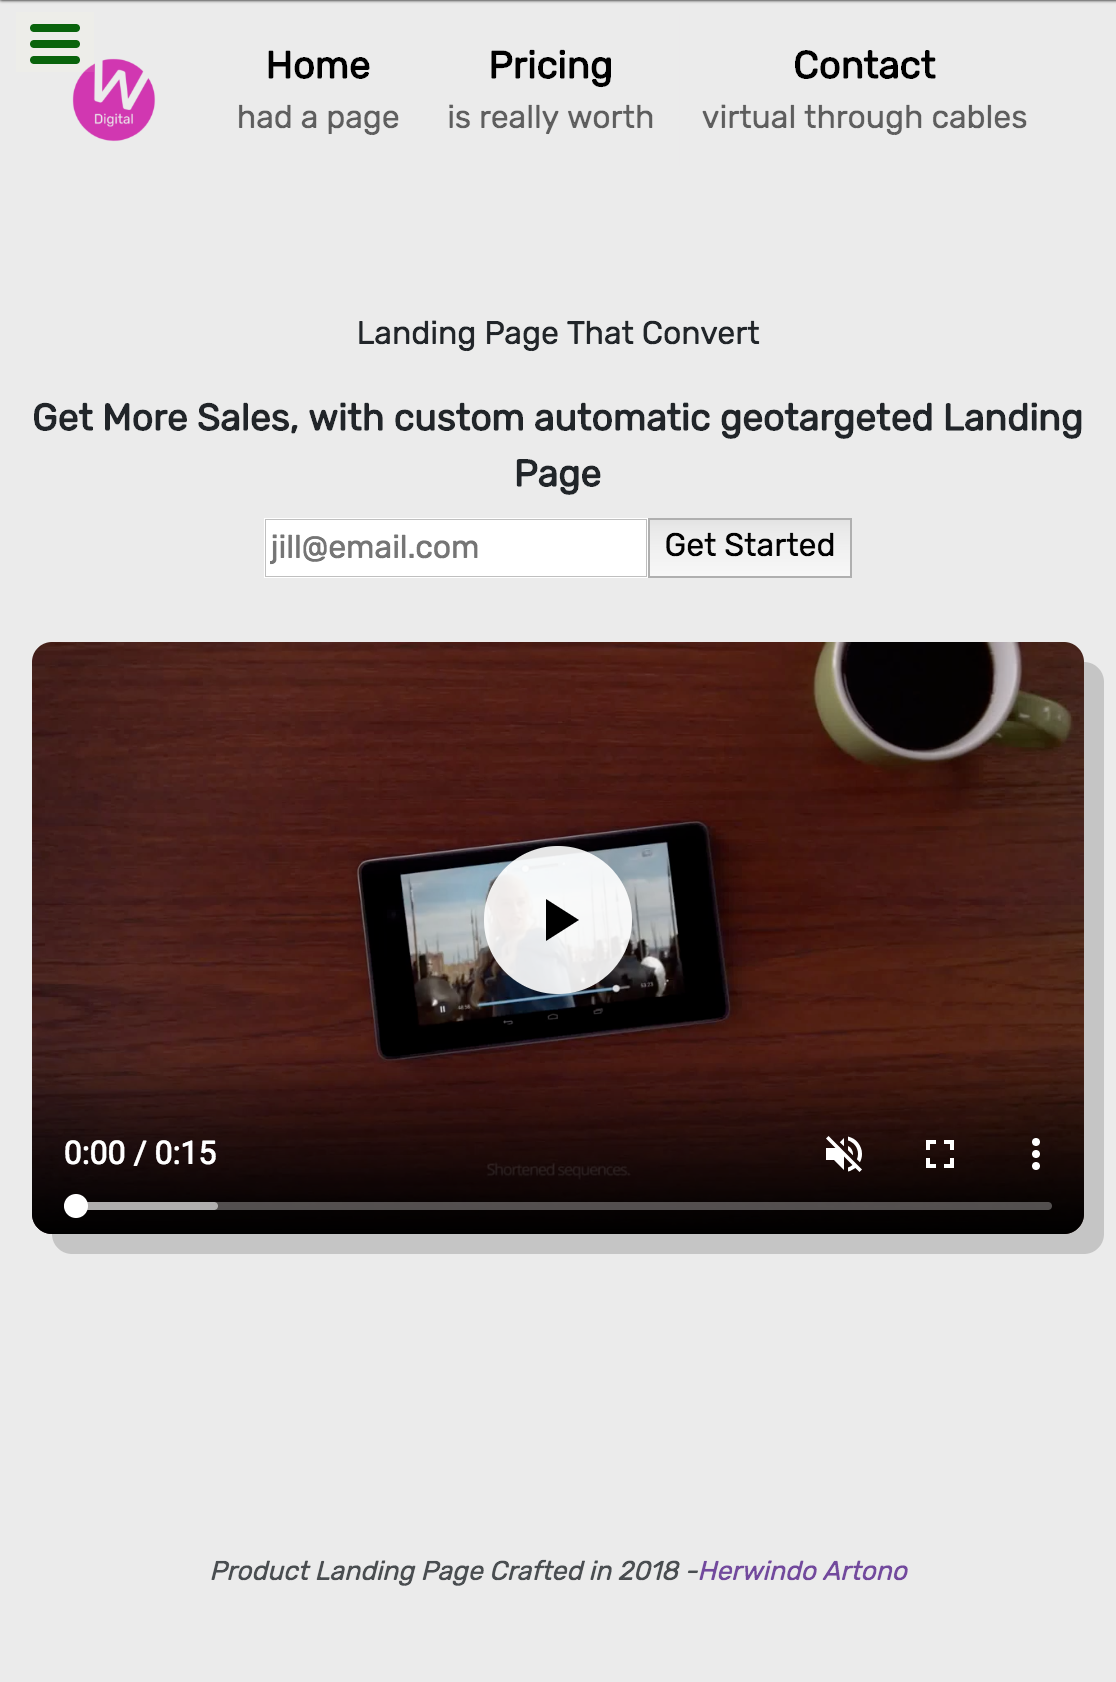 W
Digital
Home
had a page
Pricing
is really worth
Contact
virtual through cables
Landing Page That Convert
Get More Sales, with custom automatic geotargeted Landing
Page
jill@email.com
Get Started
0:00 / 0:15
Shortened sequences.
Product Landing Page Crafted in 2018 -Herwindo Artono